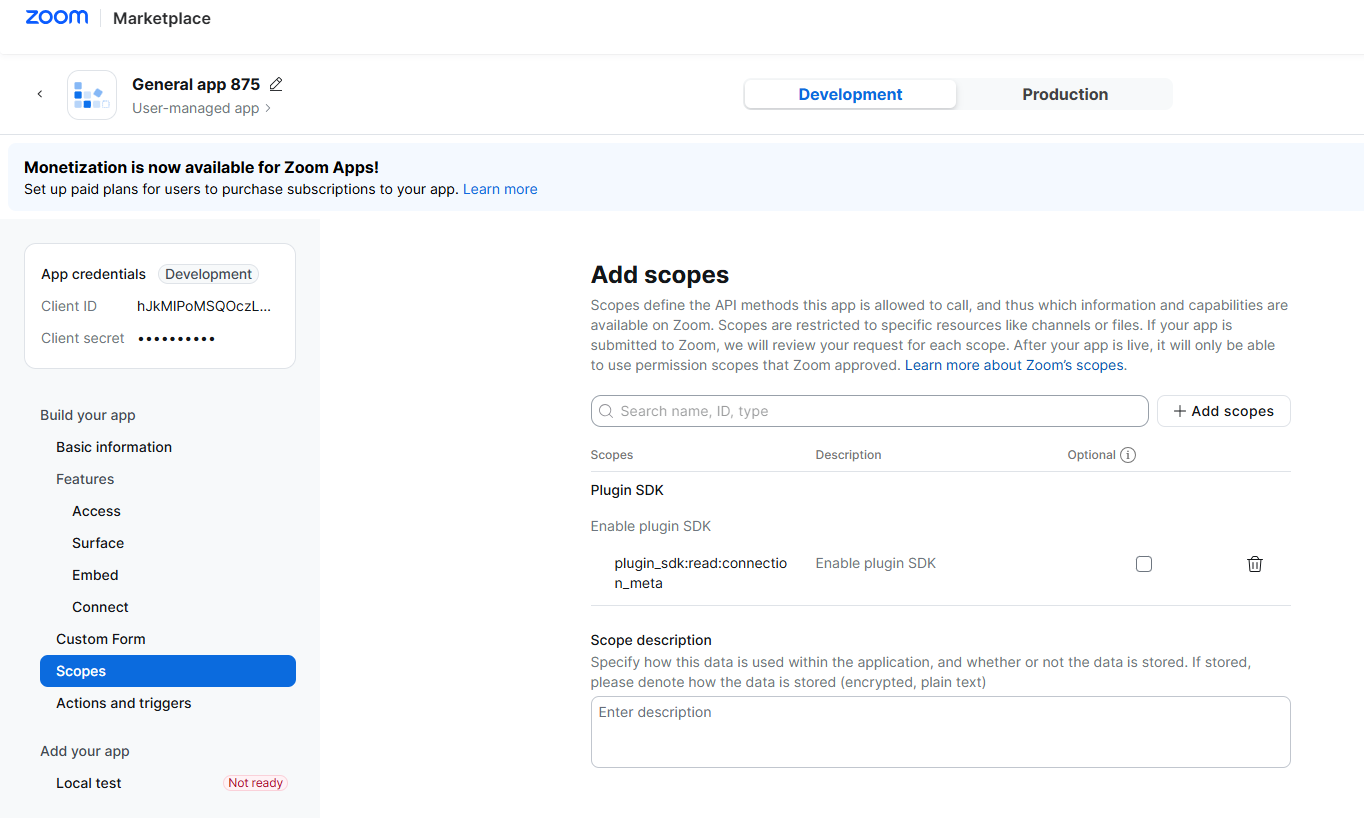 zoom Marketplace
General app 875
User-managed app >
Development
Production
Monetization is now available for Zoom Apps!
Set up paid plans for users to purchase subscriptions to your app. Learn more
App credentials Development
Client ID hJkMlPoMSQOczL...
Client secret ••••••••••
Build your app
Basic information
Features
Access
Surface
Embed
Connect
Custom Form
Scopes
Actions and triggers
Add your app
Local test Not ready
Add scopes
Scopes define the API methods this app is allowed to call, and thus which information and capabilities are
available on Zoom. Scopes are restricted to specific resources like channels or files. If your app is
submitted to Zoom, we will review your request for each scope. After your app is live, it will only be able
to use permission scopes that Zoom approved. Learn more about Zoom's scopes.
Search name, ID, type
+ Add scopes
Scopes Description Optional
Plugin SDK
Enable plugin SDK
plugin_sdk:read:connectio Enable plugin SDK
n_meta
Scope description
Specify how this data is used within the application, and whether or not the data is stored. If stored,
please denote how the data is stored (encrypted, plain text)
Enter description